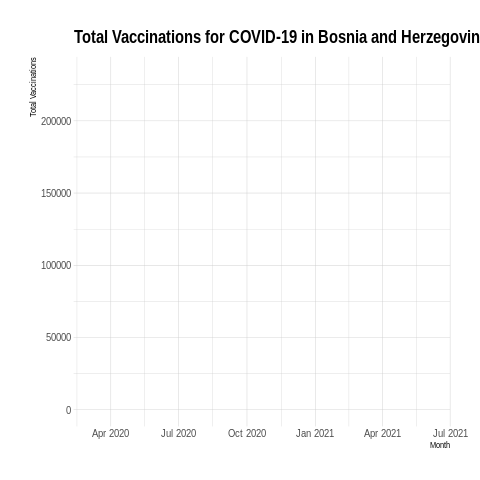 Total Vaccinations for COVID-19 in Bosnia and Herzegovin
Total Vaccinations
200000
150000
100000
50000
0
Apr 2020 Jul 2020 Oct 2020 Jan 2021 Apr 2021 Jul 2021
Month